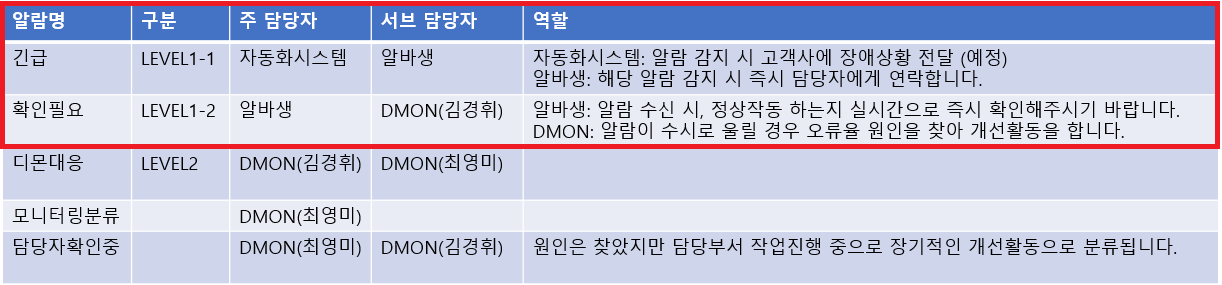 알람명 구분 주 담당자 서브 담당자 역할
긴급 LEVEL1-1 자동화시스템 알바생 자동화시스템: 알람 감지 시 고객사에 장애상황 전달 (예정)
알바생: 해당 알람 감지 시 즉시 담당자에게 연락합니다.
확인필요 LEVEL1-2 알바생 DMON(김경휘) 알바생: 알람 수신 시, 정상작동 하는지 실시간으로 즉시 확인해주시기 바랍니다.
DMON: 알람이 수시로 울릴 경우 오류율 원인을 찾아 개선활동을 합니다.
디몬대응 LEVEL2 DMON(김경휘) DMON(최영미)
모니터링분류 DMON(최영미)
담당자확인중 DMON(최영미) DMON(김경휘) 원인은 찾았지만 담당부서 작업진행 중으로 장기적인 개선활동으로 분류됩니다.